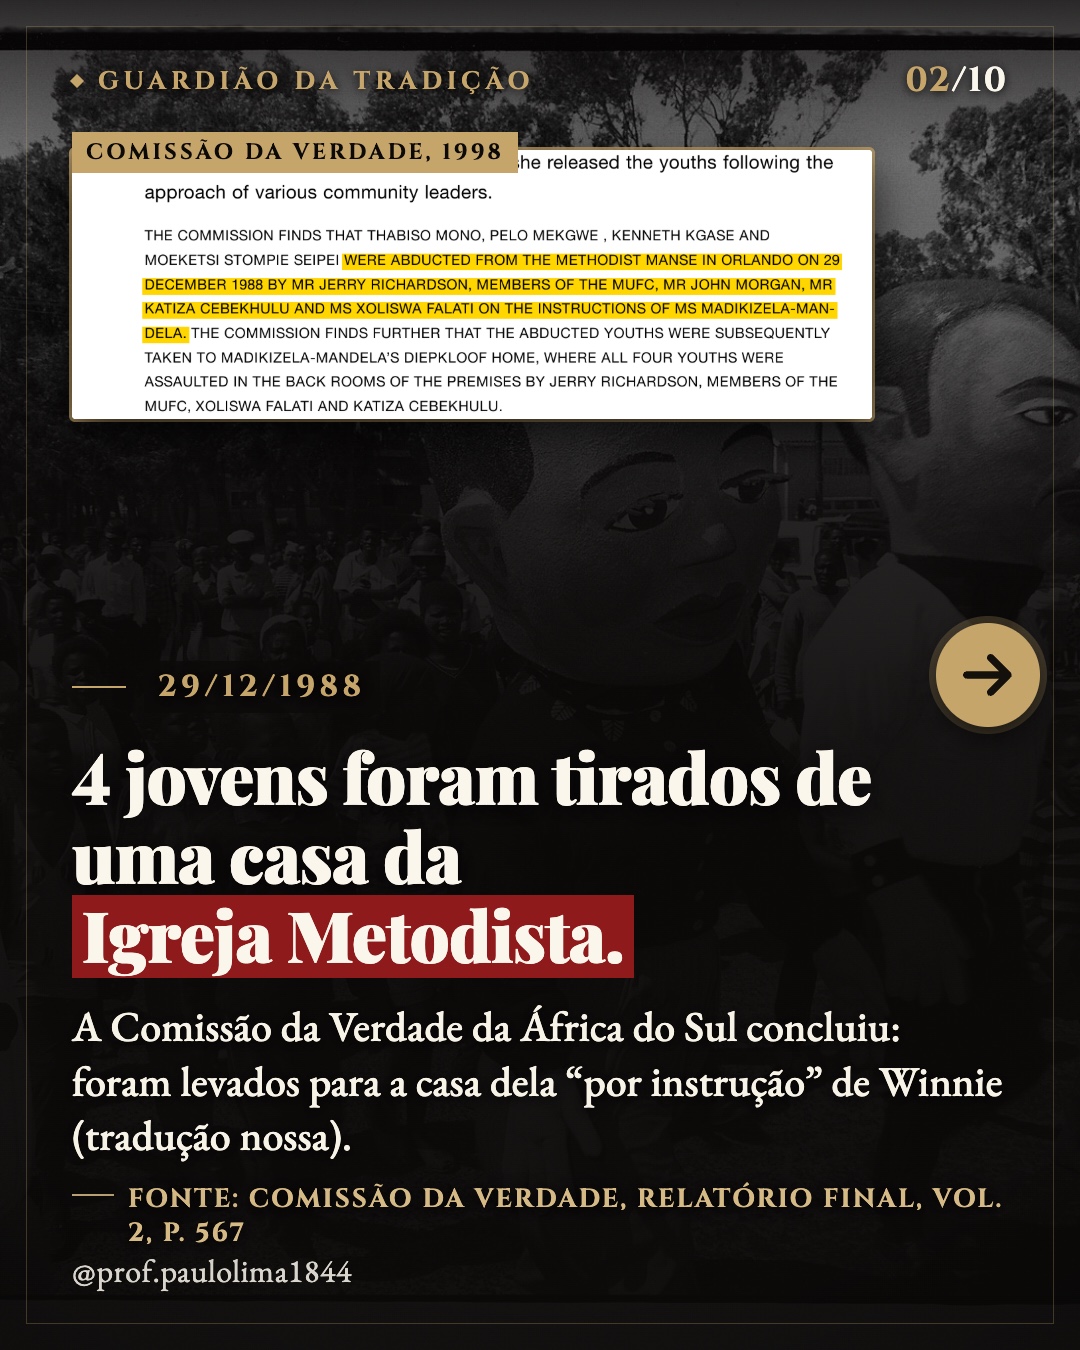 ◆ GUARDIÃO DA TRADIÇÃO
02/10
COMISSÃO DA VERDADE, 1998
she released the youths following the
approach of various community leaders.
THE COMMISSION FINDS THAT THABISO MONO, PELO MEKGWE , KENNETH KGASE AND
MOEKETSI STOMPIE SEIPEI WERE ABDUCTED FROM THE METHODIST MANSE IN ORLANDO ON 29
DECEMBER 1988 BY MR JERRY RICHARDSON, MEMBERS OF THE MUFC, MR JOHN MORGAN, MR
KATIZA CEBEKHULU AND MS XOLISWA FALATI ON THE INSTRUCTIONS OF MS MADIKIZELA-MAN-
DELA. THE COMMISSION FINDS FURTHER THAT THE ABDUCTED YOUTHS WERE SUBSEQUENTLY
TAKEN TO MADIKIZELA-MANDELA'S DIEPKLOOF HOME, WHERE ALL FOUR YOUTHS WERE
ASSAULTED IN THE BACK ROOMS OF THE PREMISES BY JERRY RICHARDSON, MEMBERS OF THE
MUFC, XOLISWA FALATI AND KATIZA CEBEKHULU.
29/12/1988
4 jovens foram tirados de
uma casa da
Igreja Metodista.
A Comissão da Verdade da África do Sul concluiu:
foram levados para a casa dela “por instrução” de Winnie
(tradução nossa).
FONTE: COMISSÃO DA VERDADE, RELATÓRIO FINAL, VOL.
2, P. 567
@prof.paulolima1844